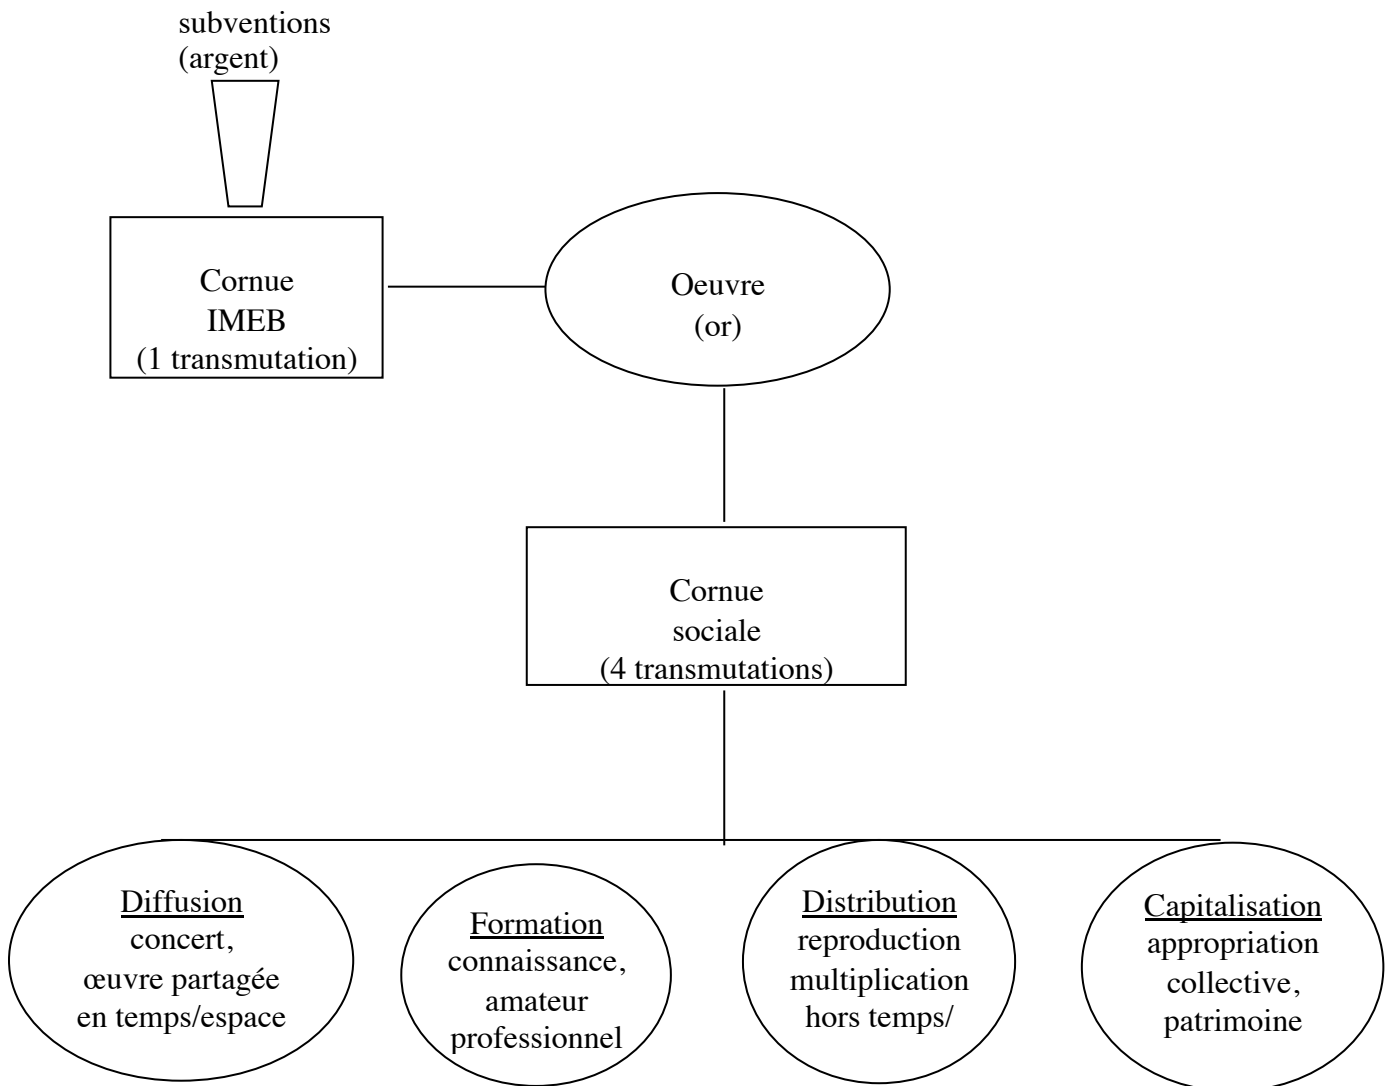 subventions
(argent)
Cornue
IMEB
(1 transmutation)
Oeuvre
(or)
Cornue
sociale
(4 transmutations)
Diffusion
concert,
œuvre partagée
en temps/espace
Formation
connaissance,
amateur
professionnel
Distribution
reproduction
multiplication
hors temps/
Capitalisation
appropriation
collective,
patrimoine